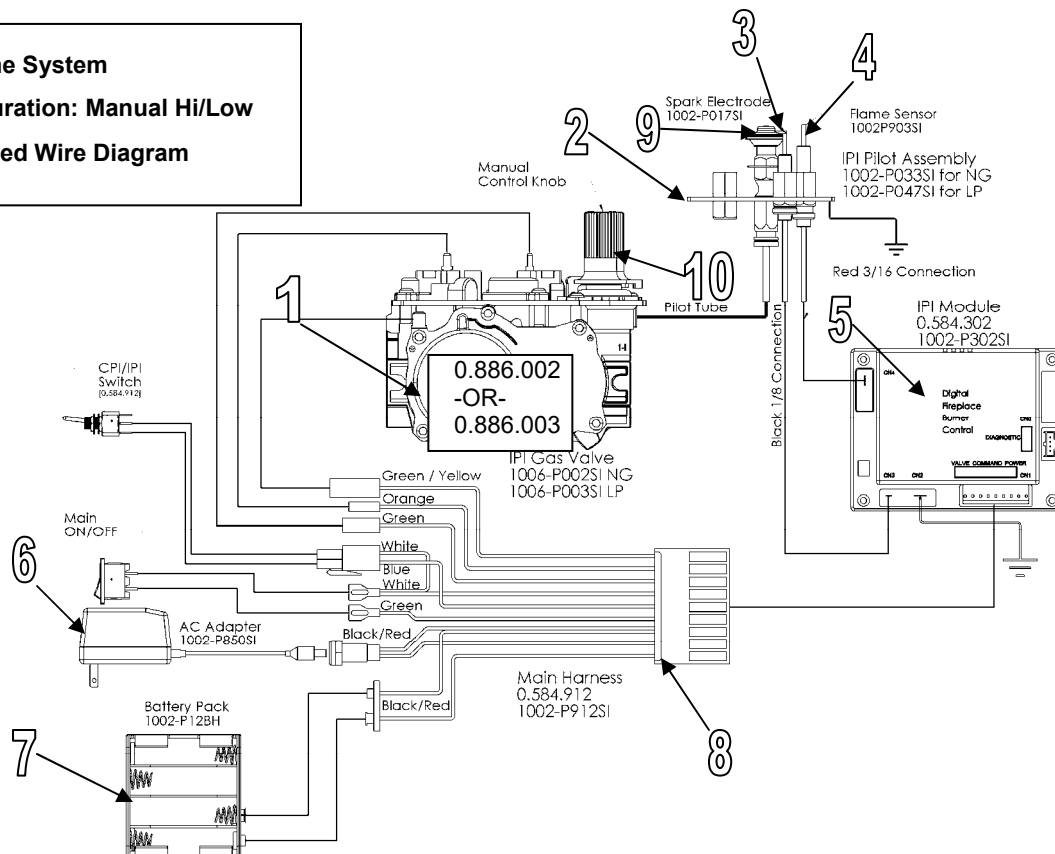 ne System
uration: Manual Hi/Low
ed Wire Diagram
3
4
Spark Electrode
1002-P017SI
9
Flame Sensor
1002P903SI
2
IPI Pilot Assembly
1002-P033SI for NG
1002-P047SI for LP
Manual
Control Knob
10
Red 3/16 Connection
Pilot Tube
1
5
IPI Module
0.584.302
1002-P302SI
1-I
Black 1/8 Connection
CN4
Digital
Fireplace
Burner
Control
DIAGNOSTIC
VALVE COMMAND POWER
CN1
CN3
CN2
CPI/IPI
Switch
[0.584.912]
0.886.002
-OR-
0.886.003
IPI Gas Valve
1006-P002SI NG
1006-P003SI LP
Green / Yellow
Orange
Green
White
Blue
White
Green
Main
ON/OFF
6
AC Adapter
1002-P850SI
Black/Red
Main Harness
0.584.912
1002-P912SI
Black/Red
8
Battery Pack
1002-P12BH
7